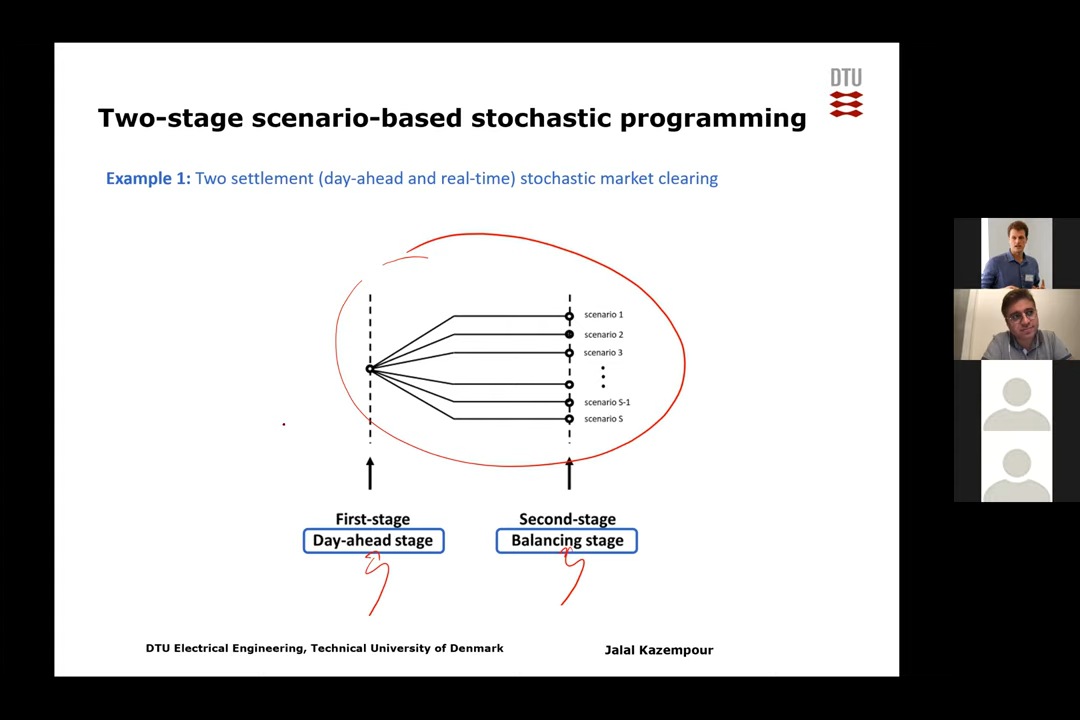 DTU
Two-stage scenario-based stochastic programming
Example 1: Two settlement (day-ahead and real-time) stochastic market clearing
scenario 1
scenario 2
scenario 3
scenario S-1
scenario S
First-stage
Day-ahead stage
Second-stage
Balancing stage
DTU Electrical Engineering, Technical University of Denmark
Jalal Kazempour